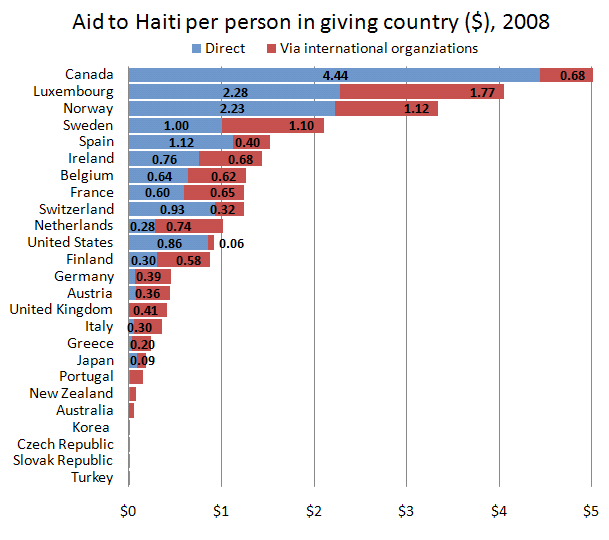 Aid to Haiti per person in giving country ($), 2008
Direct Via international organziations
Canada 4.44 0.68
Luxembourg 2.28 1.77
Norway 2.23 1.12
Sweden 1.00 1.10
Spain 1.12 0.40
Ireland 0.76 0.68
Belgium 0.64 0.62
France 0.60 0.65
Switzerland 0.93 0.32
Netherlands 0.28 0.74
United States 0.86 0.06
Finland 0.30 0.58
Germany 0.39
Austria 0.36
United Kingdom 0.41
Italy 0.30
Greece 0.20
Japan 0.09
Portugal
New Zealand
Australia
Korea
Czech Republic
Slovak Republic
Turkey
$0 $1 $2 $3 $4 $5